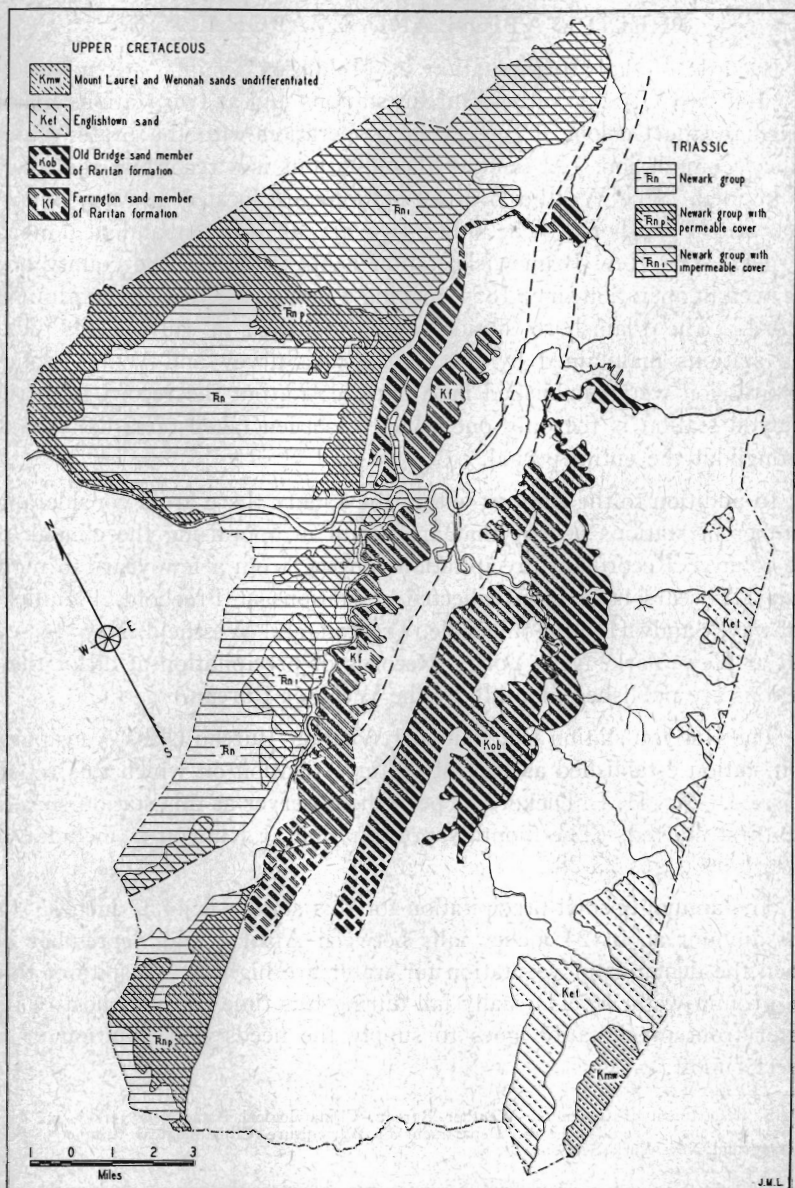 UPPER CRETACEOUS
Kmw Mount Laurel and Wenonah sands undifferentiated
Ket Englishtown sand
Kob Old Bridge sand member
of Raritan formation
Kf Farrington sand member
of Raritan formation
TRIASSIC
Ꞧn Newark group
Ꞧnp Newark group with
permeable cover
Ꞧni Newark group with
impermeable cover
Ꞧni
Ꞧnp
Ꞧn
Kf
N
E
W
S
Ket
Ꞧni
Kf
Ꞧn
Kob
Ket
Ꞧnp
Kmw
1 0 1 2 3
Miles
J.M.L.